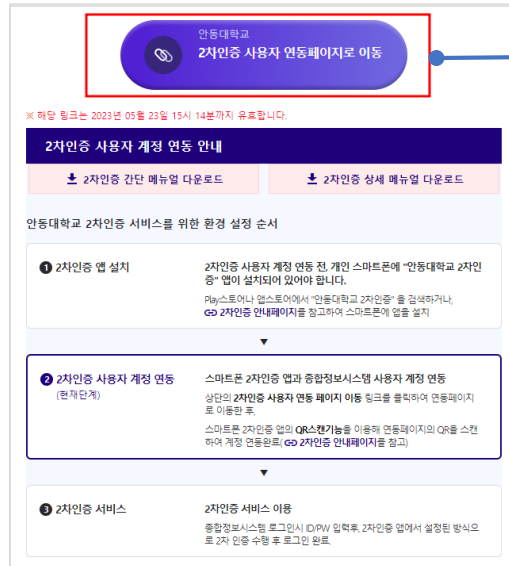 안동대학교
2차인증 사용자 연동페이지로 이동
※ 해당 링크는 2023년 05월 23일 15시 14분까지 유효합니다.
2차인증 사용자 계정 연동 안내
2차인증 간단 메뉴얼 다운로드
2차인증 상세 메뉴얼 다운로드
안동대학교 2차인증 서비스를 위한 환경 설정 순서
1 2차인증 앱 설치
2차인증 사용자 계정 연동 전, 개인 스마트폰에 "안동대학교 2차인
증" 앱이 설치되어 있어야 합니다.
Play스토어나 앱스토어에서 "안동대학교 2차인증" 을 검색하거나,
2차인증 안내페이지를 참고하여 스마트폰에 앱을 설치
▼
2 2차인증 사용자 계정 연동
(현재단계)
스마트폰 2차인증 앱과 종합정보시스템 사용자 계정 연동
상단의 2차인증 사용자 연동 페이지 이동 링크를 클릭하여 연동페이지
로 이동한 후,
스마트폰 2차인증 앱의 QR스캔기능을 이용해 연동페이지의 QR을 스캔
하여 계정 연동완료( 2차인증 안내페이지를 참고)
▼
3 2차인증 서비스
2차인증 서비스 이용
종합정보시스템 로그인시 ID/PW 입력후, 2차인증 앱에서 설정된 방식으
로 2차 인증 수행 후 로그인 완료.